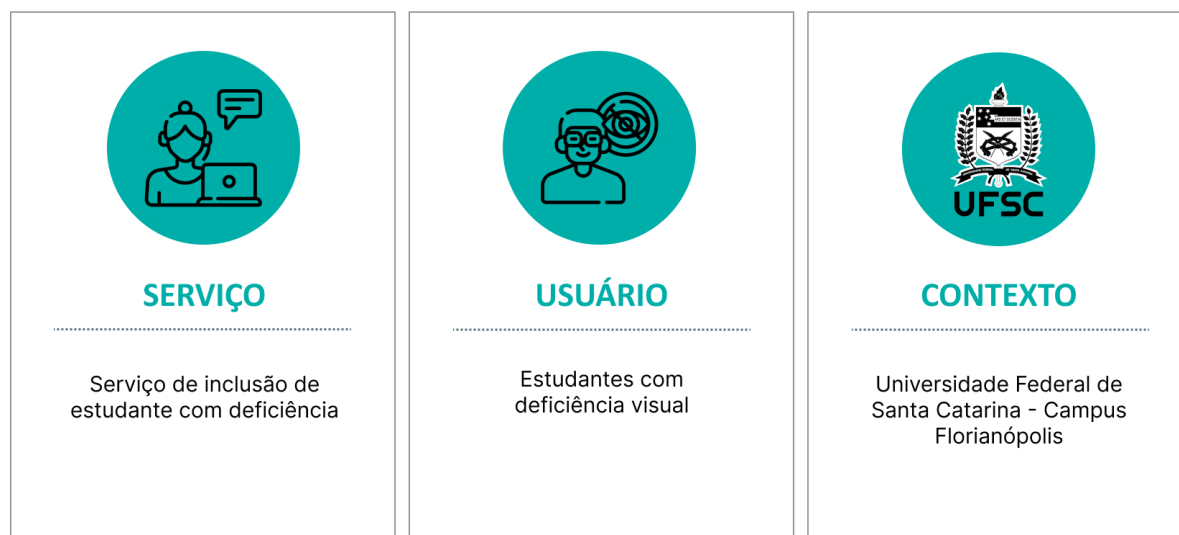 UFSC
SERVIÇO
Serviço de inclusão de
estudante com deficiência
USUÁRIO
Estudantes com
deficiência visual
CONTEXTO
Universidade Federal de
Santa Catarina - Campus
Florianópolis